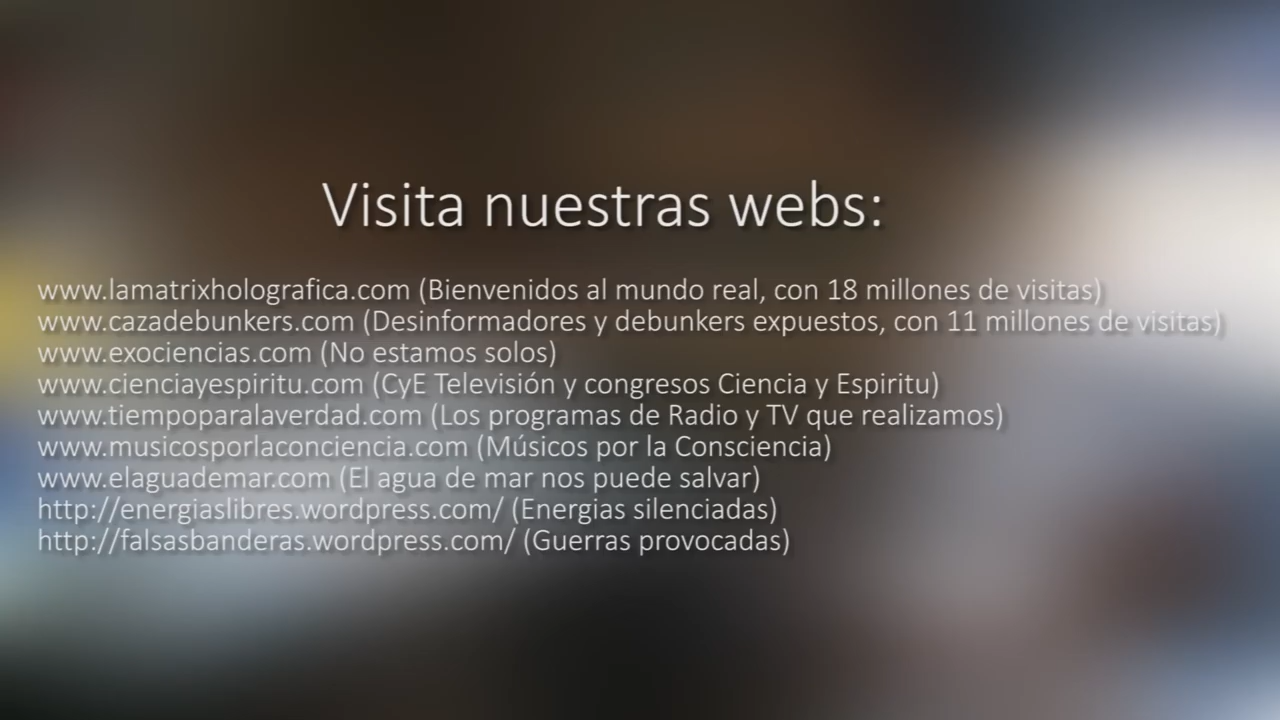 Visita nuestras webs:
www.lamatrixholografica.com (Bienvenidos al mundo real, con 18 millones de visitas)
www.cazadebunkers.com (Desinformadores y debunkers expuestos, con 11 millones de visitas)
www.exociencias.com (No estamos solos)
www.cienciayespiritu.com (CyE Televisión y congresos Ciencia y Espiritu)
www.tiempoparalaverdad.com (Los programas de Radio y TV que realizamos)
www.musicosporlaconciencia.com (Músicos por la Consciencia)
www.elaguademar.com (El agua de mar nos puede salvar)
http://energiaslibres.wordpress.com/ (Energias silenciadas)
http://falsasbanderas.wordpress.com/ (Guerras provocadas)